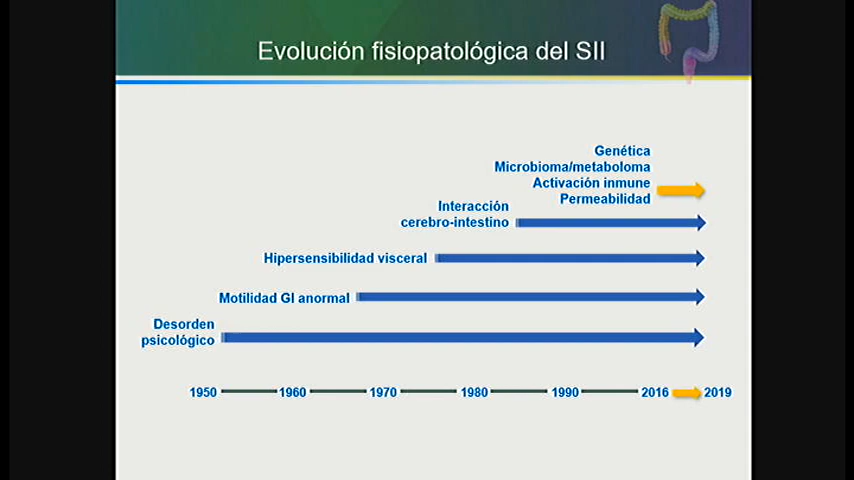 Evolución fisiopatológica del SII
Genética
Microbioma/metaboloma
Activación inmune
Permeabilidad
Interacción
cerebro-intestino
Hipersensibilidad visceral
Motilidad GI anormal
Desorden
psicológico
1950 1960 1970 1980 1990 2016 2019